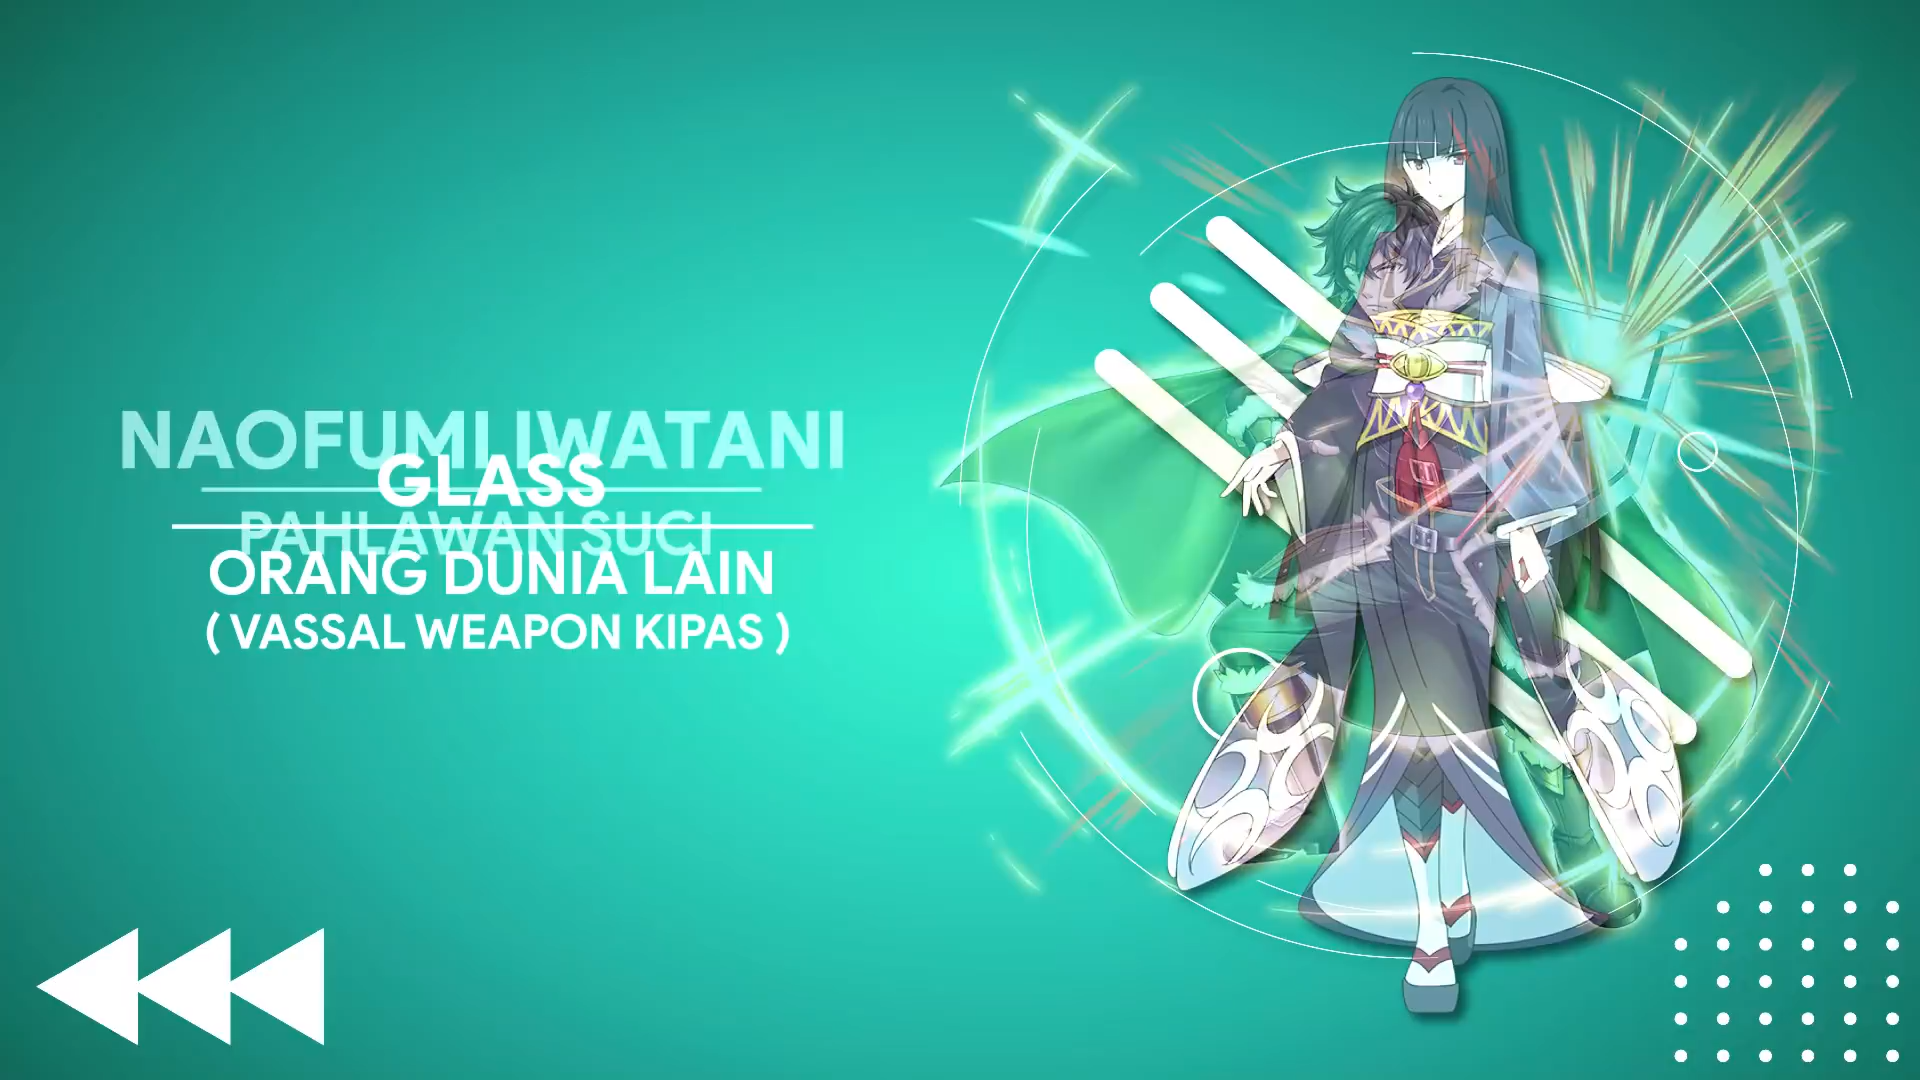 NAOFUMI IWATANI
GLASS
PAHLAWAN SUCI
ORANG DUNIA LAIN
( VASSAL WEAPON KIPAS )